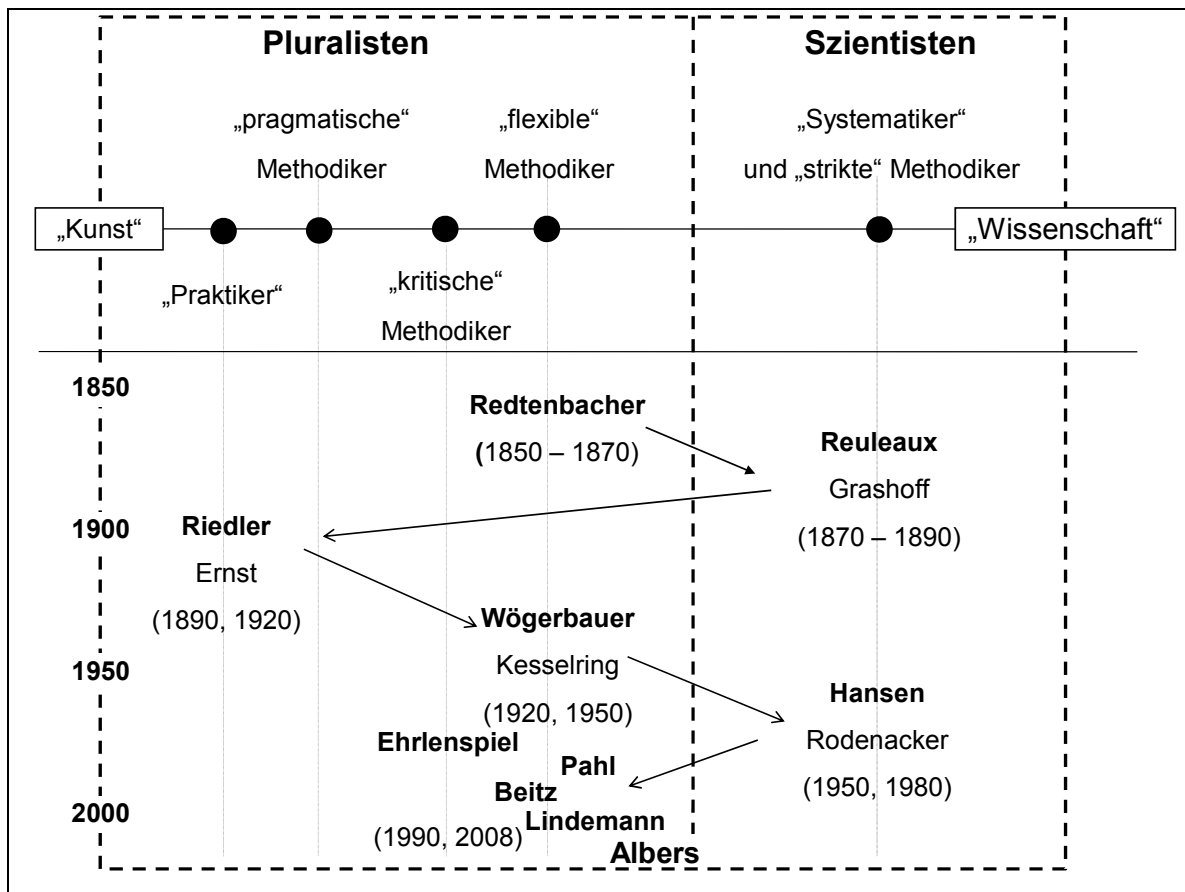 Pluralisten
Szientisten
„pragmatische“
Methodiker
„flexible“
Methodiker
„Systematiker“
und „strikte“ Methodiker
„Kunst“
„Wissenschaft“
„Praktiker“
„kritische“
Methodiker
1850
Redtenbacher
(1850 – 1870)
Reuleaux
Grashoff
(1870 – 1890)
1900
Riedler
Ernst
(1890, 1920)
Wögerbauer
Kesselring
(1920, 1950)
1950
Hansen
Rodenacker
(1950, 1980)
Ehrlenspiel
Pahl
Beitz
2000
Lindemann
(1990, 2008)
Albers